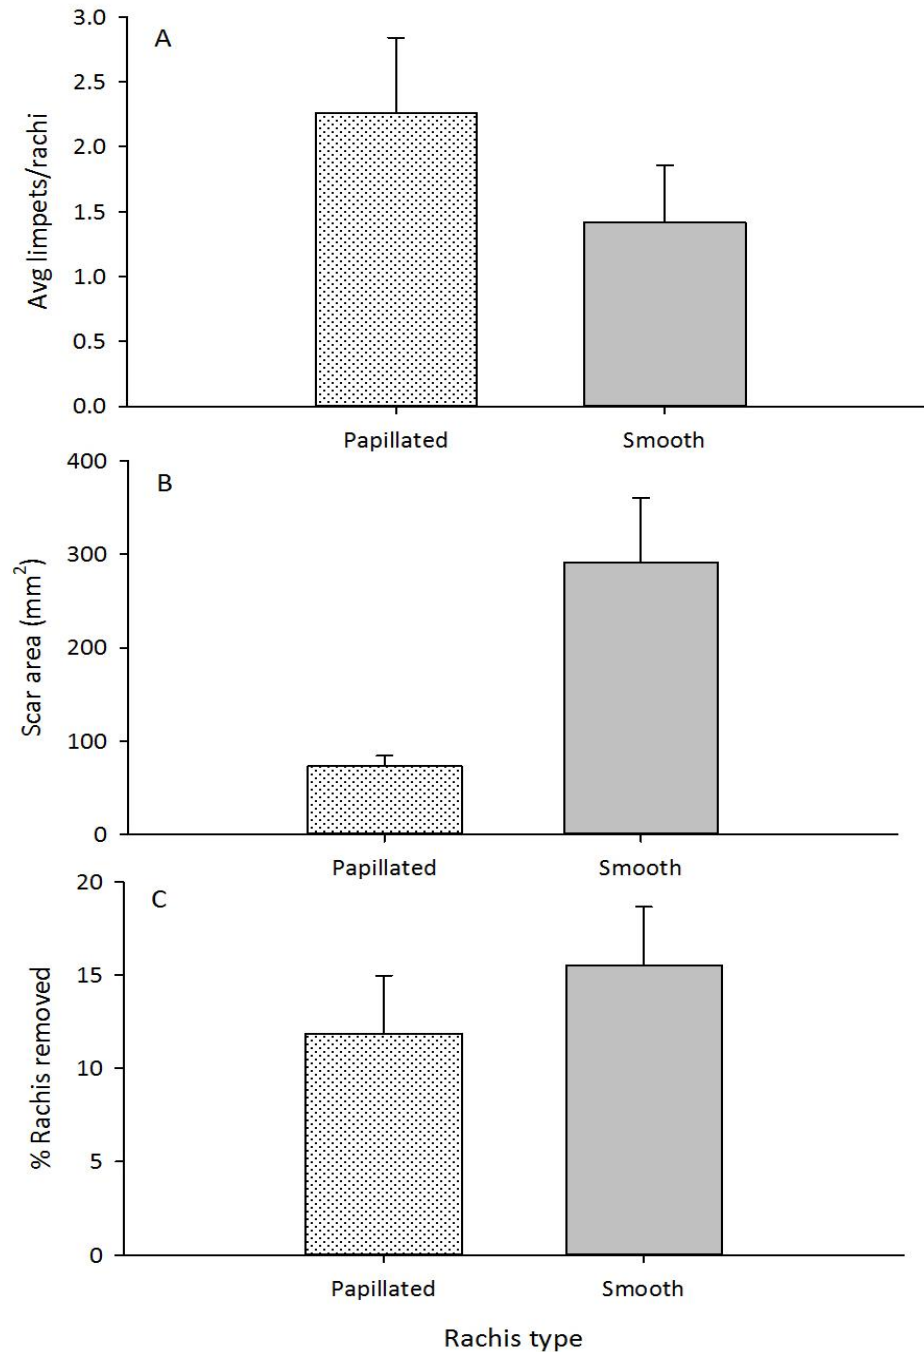 A
3.0
2.5
2.0
1.5
1.0
0.5
0.0
Avg limpets/rachi
Papillated Smooth
B
400
300
200
100
0
Scar area (mm²)
Papillated Smooth
C
20
15
10
5
0
% Rachis removed
Papillated Smooth
Rachis type